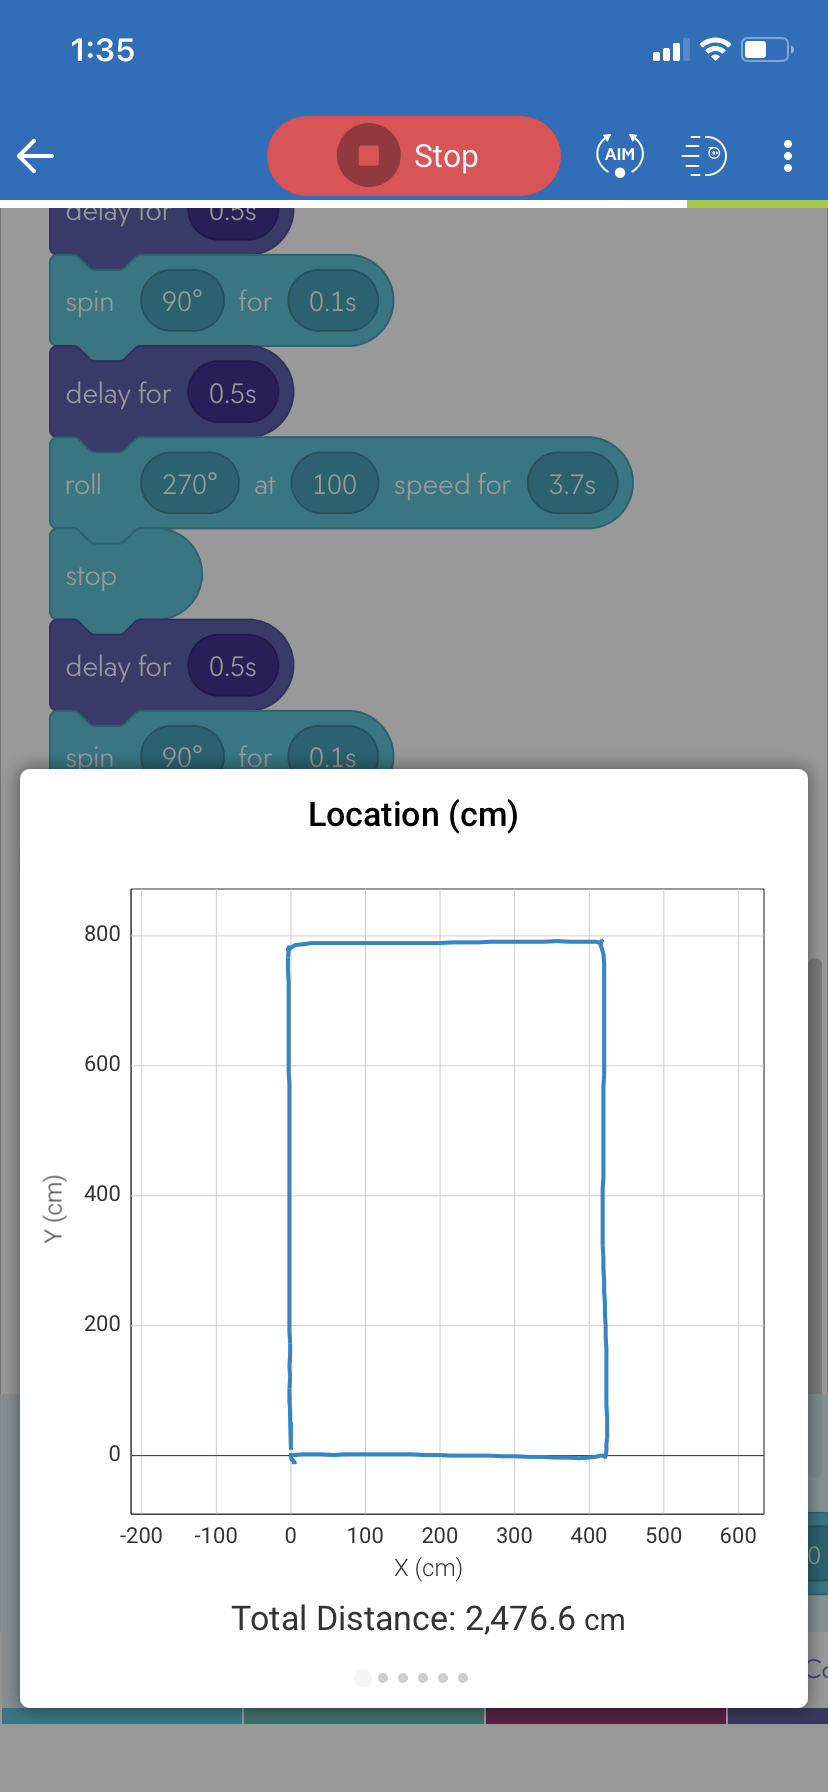 1:35
Stop
AIM
delay for 0.5s
spin 90° for 0.1s
delay for 0.5s
roll 270° at 100 speed for 3.7s
stop
delay for 0.5s
spin 90° for 0.1s
Location (cm)
800
600
400
200
0
Y (cm)
-200 -100 0 100 200 300 400 500 600
X (cm)
0
Total Distance: 2,476.6 cm